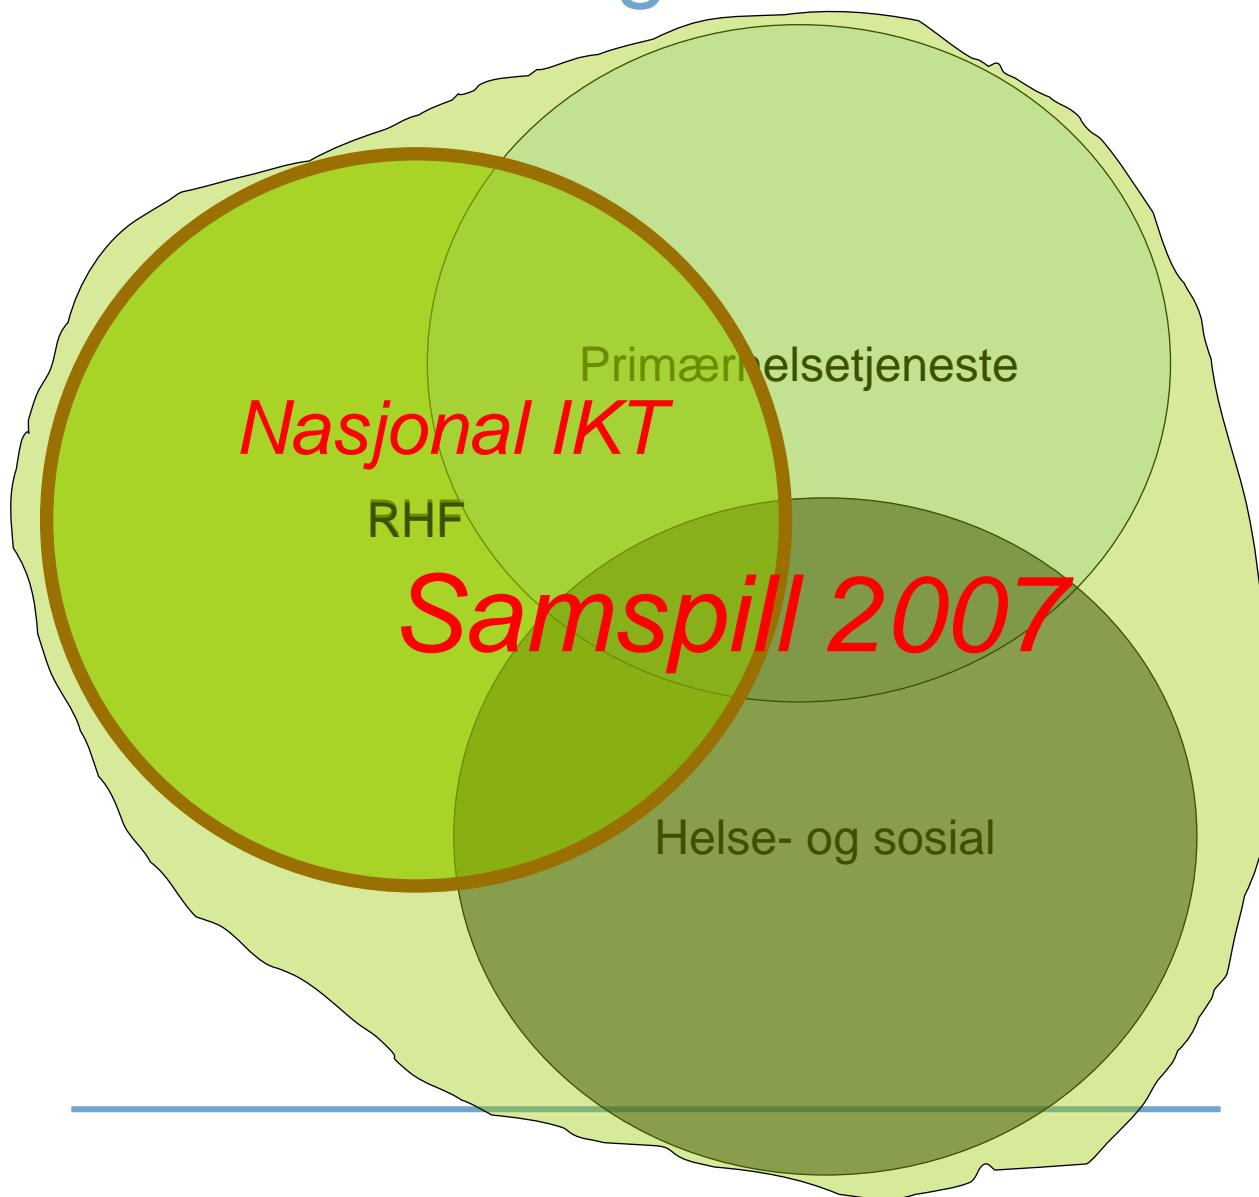 Primærhelsetjeneste
Nasjonal IKT
RHF
Samspill 2007
Helse- og sosial